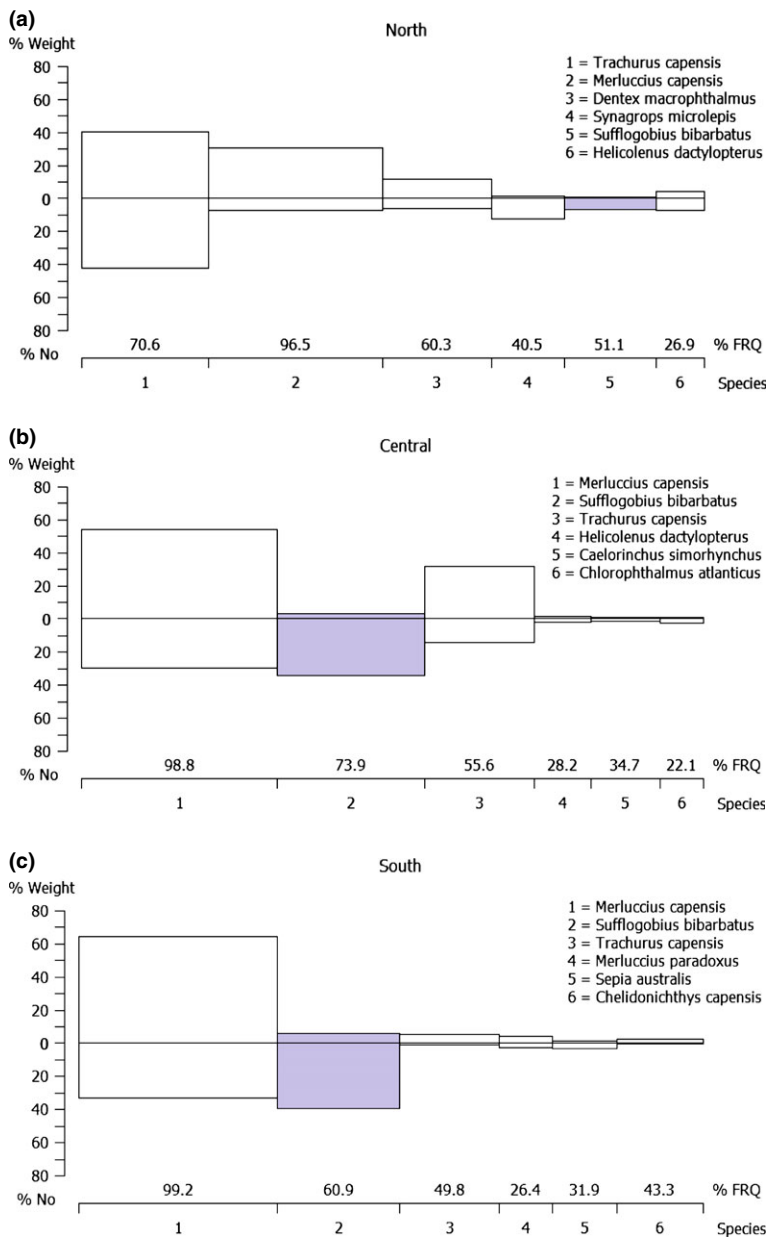 (a)
North
% Weight
1 = Trachurus capensis
2 = Merluccius capensis
3 = Dentex macrophthalmus
4 = Synagrops microlepis
5 = Sufflogobius bibarbatus
6 = Helicolenus dactylopterus
80
60
40
20
0
20
40
60
80
% No
70.6 96.5 60.3 40.5 51.1 26.9 % FRQ
1 2 3 4 5 6 Species
(b)
Central
% Weight
1 = Merluccius capensis
2 = Sufflogobius bibarbatus
3 = Trachurus capensis
4 = Helicolenus dactylopterus
5 = Caelorinchus simorhynchus
6 = Chlorophthalmus atlanticus
80
60
40
20
0
20
40
60
80
% No
98.8 73.9 55.6 28.2 34.7 22.1 % FRQ
1 2 3 4 5 6 Species
(c)
South
% Weight
1 = Merluccius capensis
2 = Sufflogobius bibarbatus
3 = Trachurus capensis
4 = Merluccius paradoxus
5 = Sepia australis
6 = Chelidonichthys capensis
80
60
40
20
0
20
40
60
80
% No
99.2 60.9 49.8 26.4 31.9 43.3 % FRQ
1 2 3 4 5 6 Species